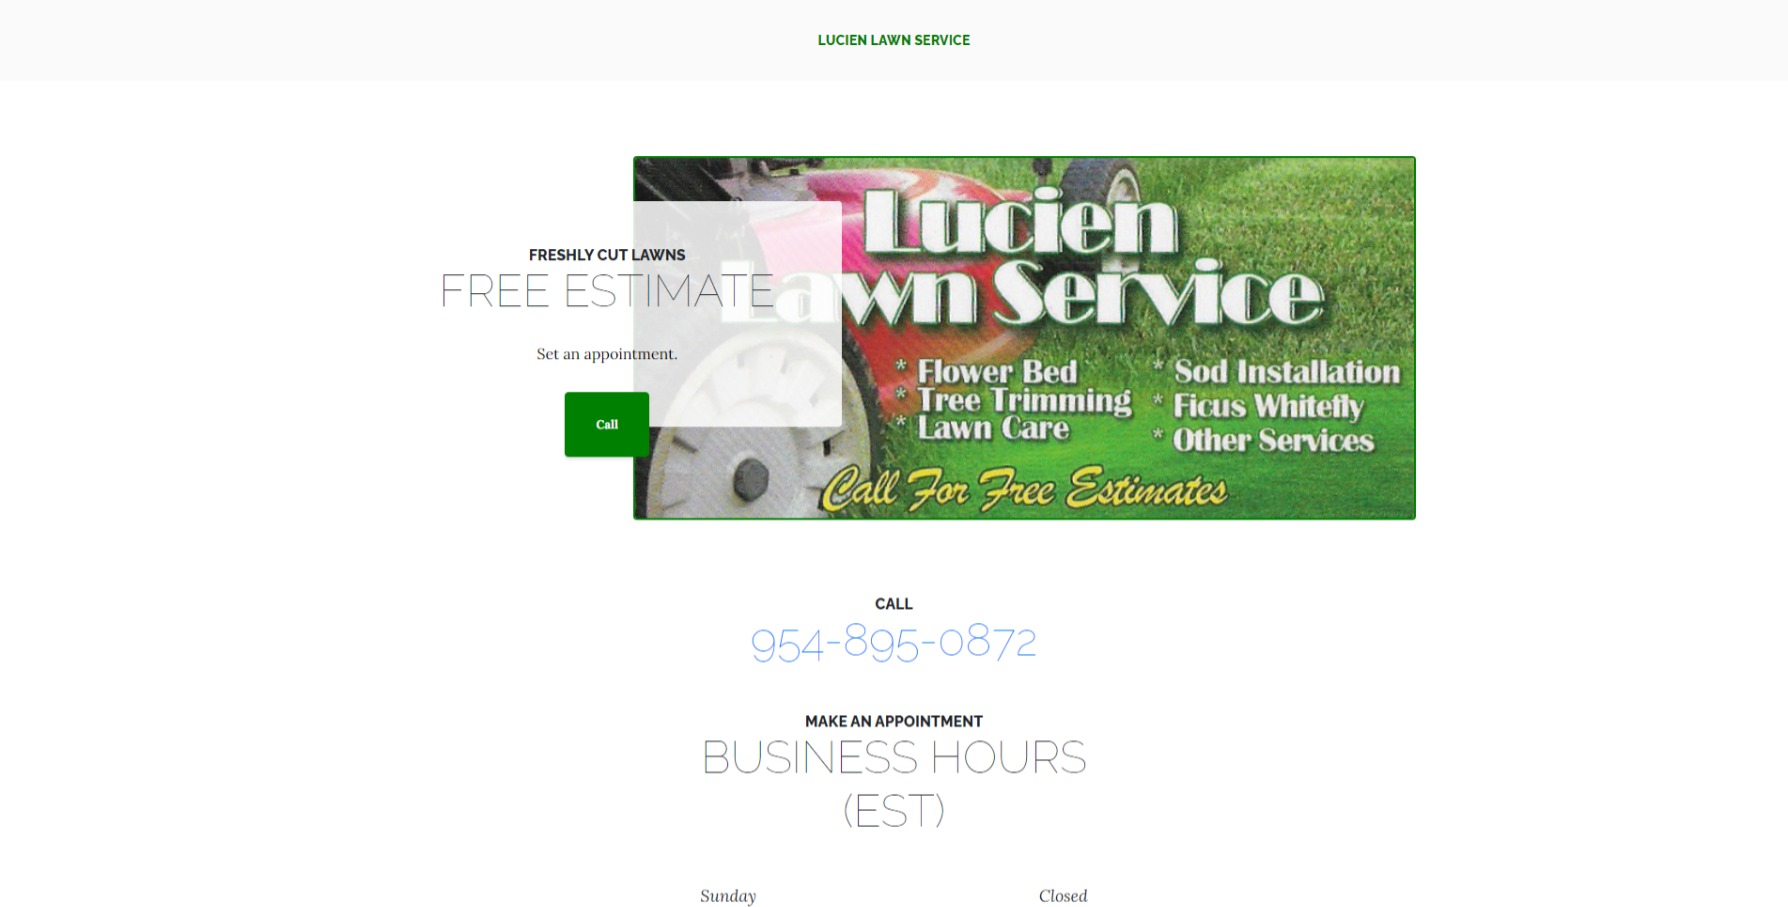 LUCIEN LAWN SERVICE
FRESHLY CUT LAWNS
FREE ESTIMATE
Set an appointment.
Call
Lucien
Lawn Service
* Flower Bed
* Tree Trimming
* Lawn Care
* Sod Installation
* Ficus Whitefly
* Other Services
Call For Free Estimates
CALL
954-895-0872
MAKE AN APPOINTMENT
BUSINESS HOURS
(EST)
Sunday Closed